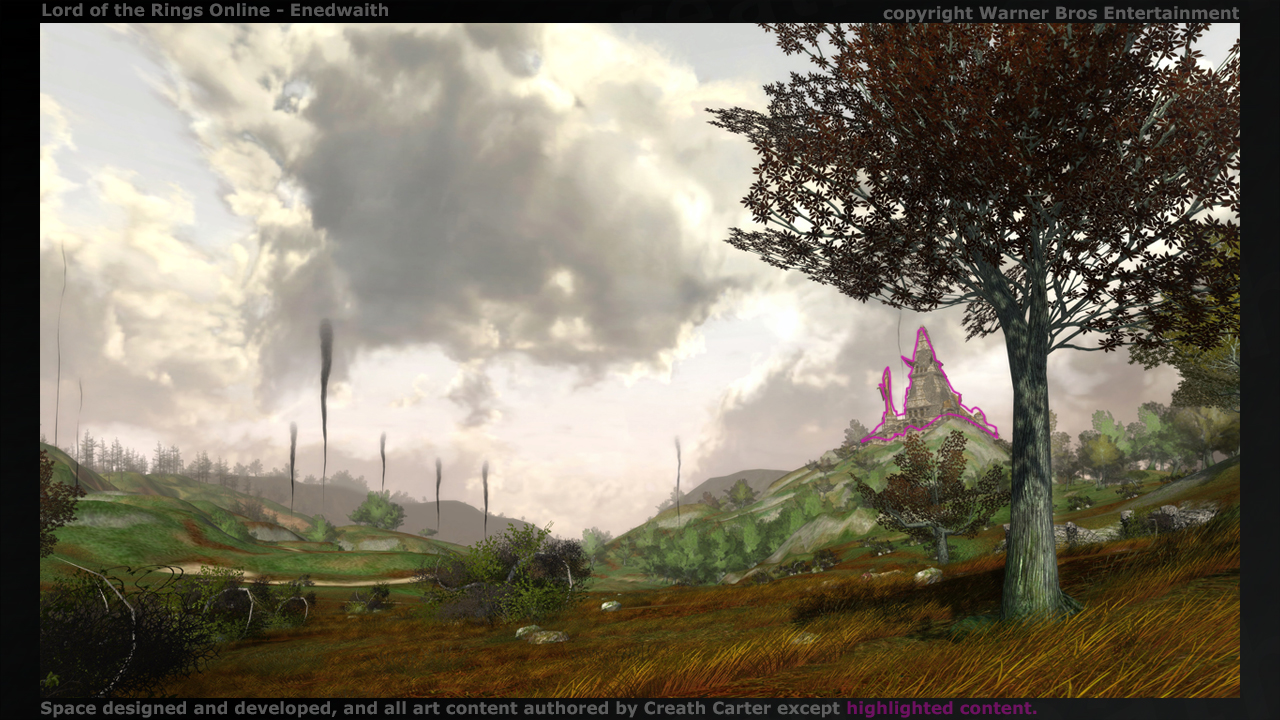 Lord of the Rings Online - Enedwaith
copyright Warner Bros Entertainment
Space designed and developed, and all art content authored by Creath Carter except highlighted content.